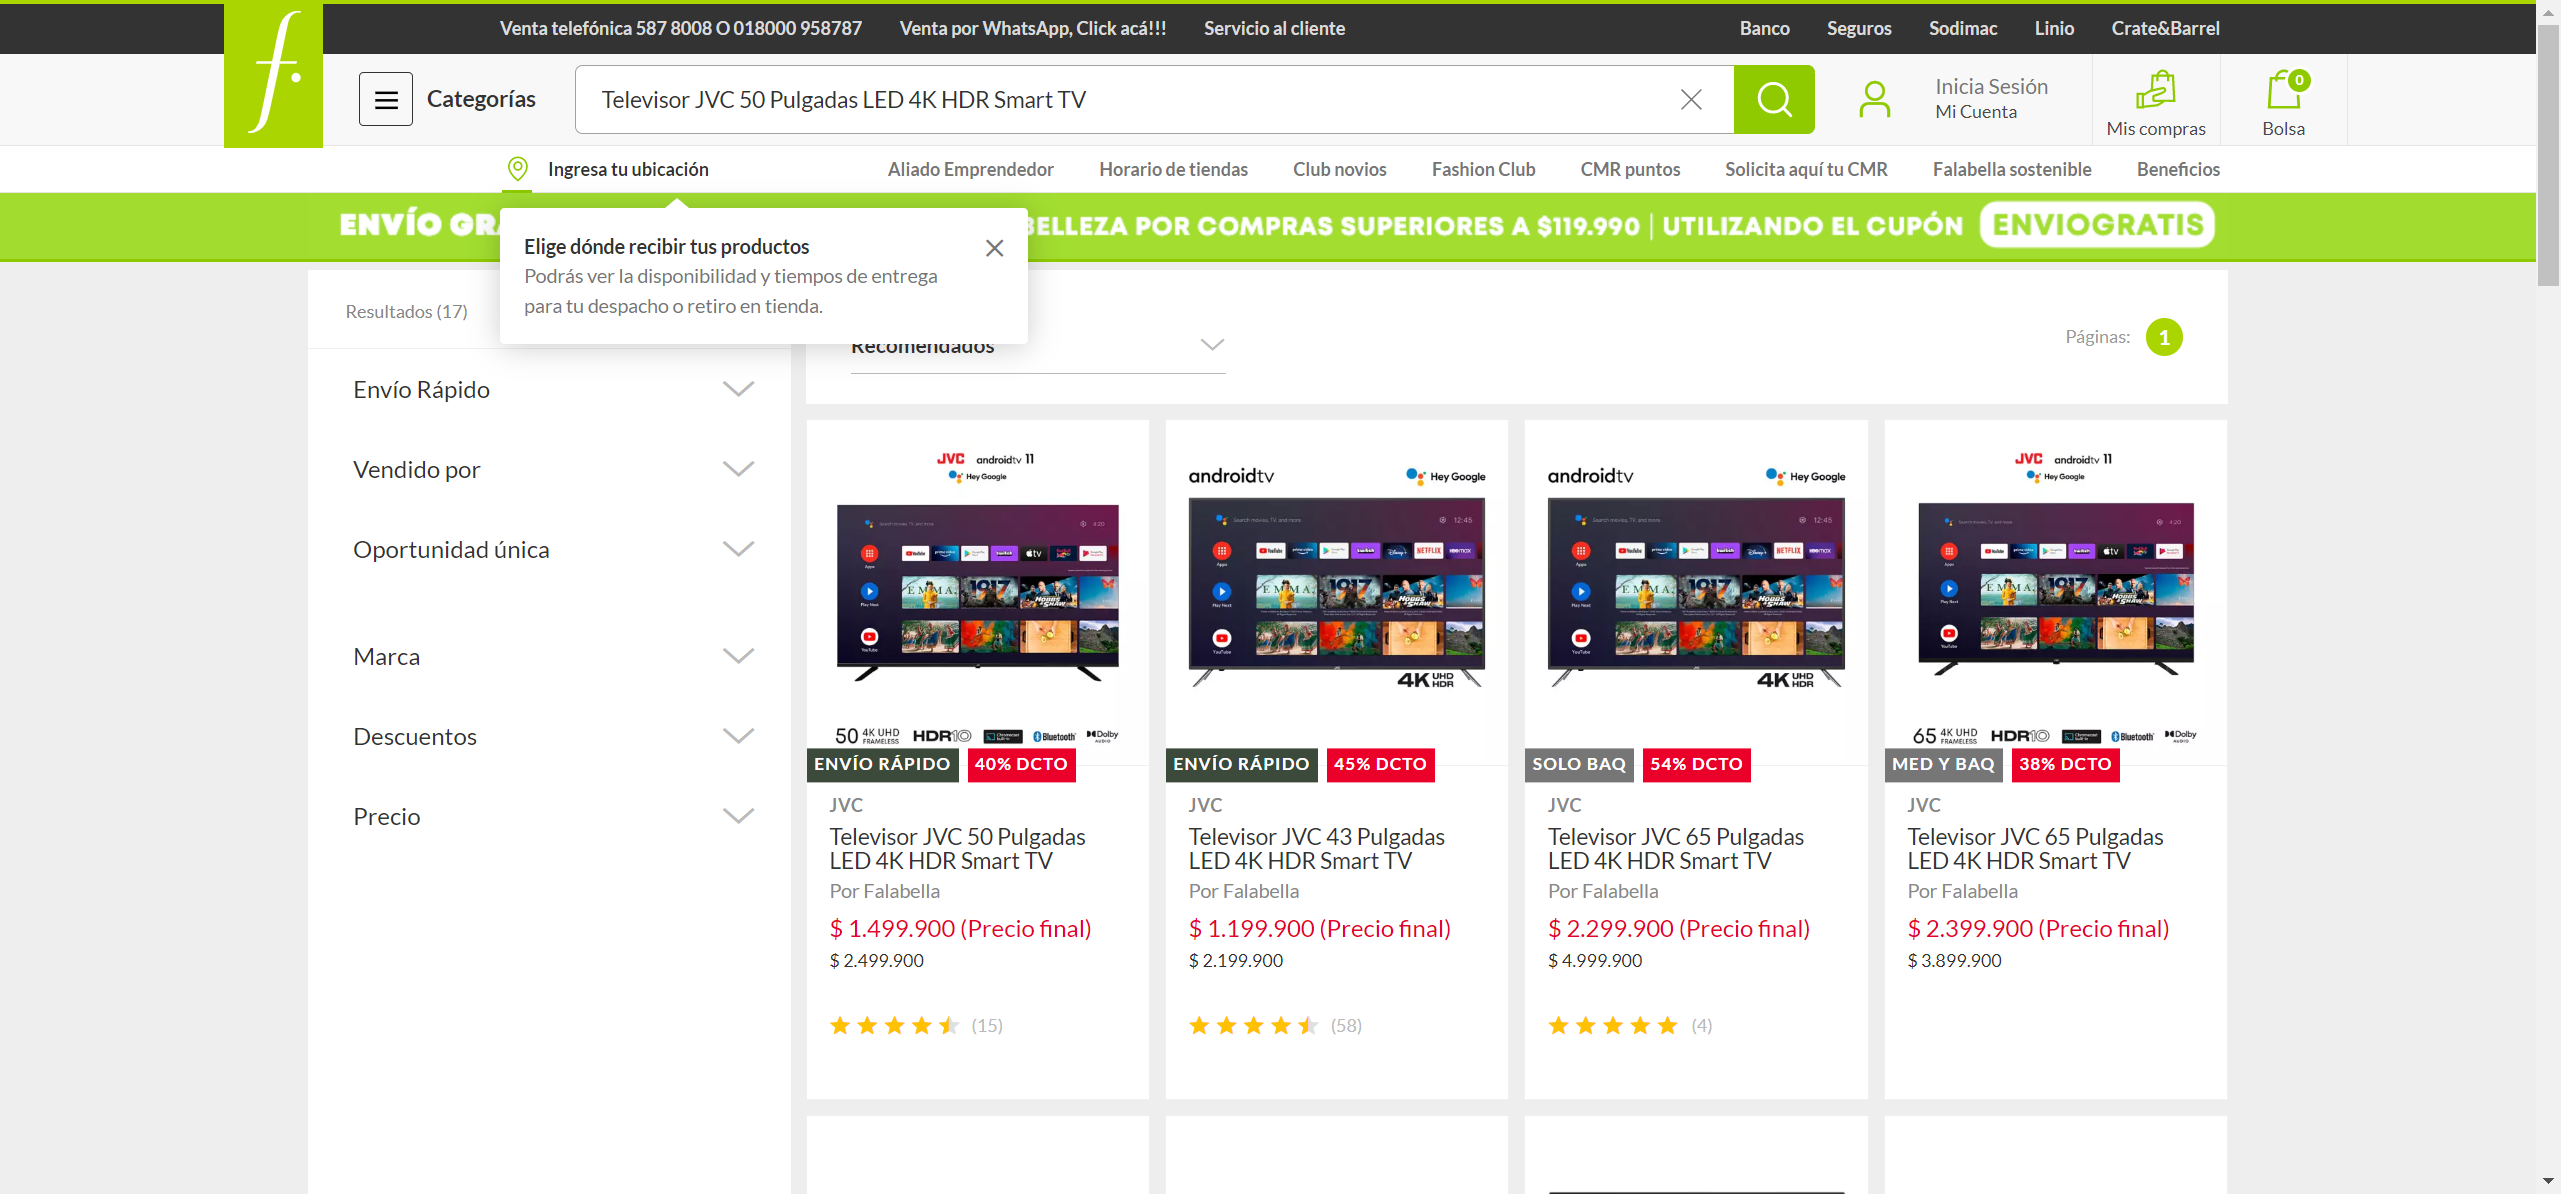 Venta telefónica 587 8008 O 018000 958787
Venta por WhatsApp, Click acá!!!
Servicio al cliente
Banco
Seguros
Sodimac
Linio
Crate&Barrel
f.
Categorías
Televisor JVC 50 Pulgadas LED 4K HDR Smart TV
Inicia Sesión
Mi Cuenta
Mis compras
0
Bolsa
Ingresa tu ubicación
Aliado Emprendedor
Horario de tiendas
Club novios
Fashion Club
CMR puntos
Solicita aquí tu CMR
Falabella sostenible
Beneficios
ENVÍO
BELLEZA POR COMPRAS SUPERIORES A $119.990 | UTILIZANDO EL CUPÓN ENVIOGRATIS
Elige dónde recibir tus productos
Podrás ver la disponibilidad y tiempos de entrega
para tu despacho o retiro en tienda.
Resultados (17)
Recomendados
Páginas: 1
Envío Rápido
Vendido por
Oportunidad única
Marca
Descuentos
Precio
JVC androidtv 11
Hey Google
50 4K UHD FRAMELESS HDR10 Bluetooth Dolby AUDIO
ENVÍO RÁPIDO 40% DCTO
JVC
Televisor JVC 50 Pulgadas
LED 4K HDR Smart TV
Por Falabella
$ 1.499.900 (Precio final)
$ 2.499.900
(15)
androidtv Hey Google
4K UHD HDR
ENVÍO RÁPIDO 45% DCTO
JVC
Televisor JVC 43 Pulgadas
LED 4K HDR Smart TV
Por Falabella
$ 1.199.900 (Precio final)
$ 2.199.900
(58)
androidtv Hey Google
4K UHD HDR
SOLO BAQ 54% DCTO
JVC
Televisor JVC 65 Pulgadas
LED 4K HDR Smart TV
Por Falabella
$ 2.299.900 (Precio final)
$ 4.999.900
(4)
JVC androidtv 11
Hey Google
65 4K UHD FRAMELESS HDR10 Bluetooth Dolby AUDIO
MED Y BAQ 38% DCTO
JVC
Televisor JVC 65 Pulgadas
LED 4K HDR Smart TV
Por Falabella
$ 2.399.900 (Precio final)
$ 3.899.900